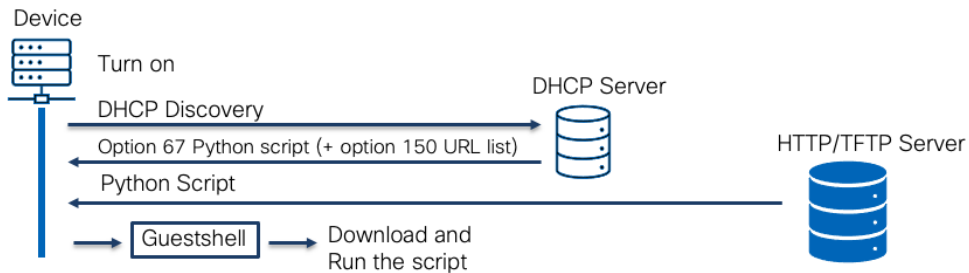 Device
Turn on
DHCP Server
DHCP Discovery
Option 67 Python script (+ option 150 URL list)
HTTP/TFTP Server
Python Script
Guestshell
Download and
Run the script